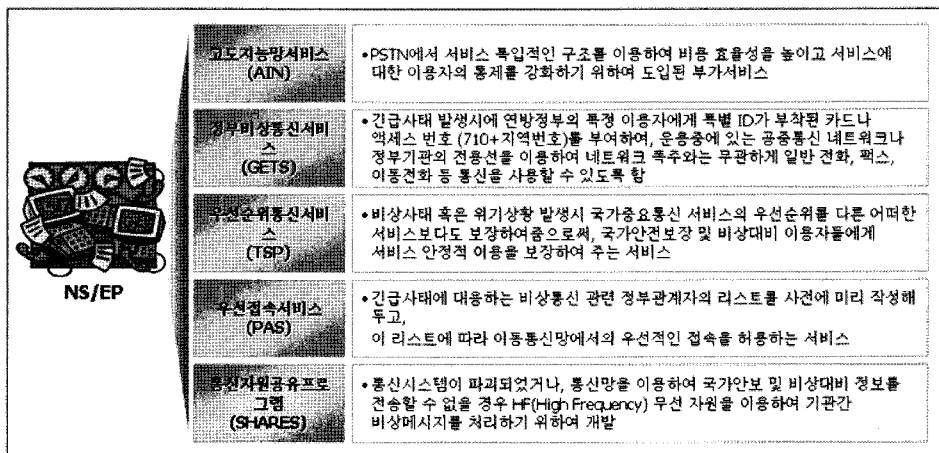 고도지능망서비스
(AIN)
•PSTN에서 서비스 독립적인 구조를 이용하여 비용 효율성을 높이고 서비스에
대한 이용자의 통제를 강화하기 위하여 도입된 부가서비스
정부비상통신서비
스
(GETS)
•긴급사태 발생시에 연방정부의 특정 이용자에게 특별 ID가 부착된 카드나
액세스 번호 (710+지역번호)를 부여하여, 운용중에 있는 공중통신 네트워크나
정부기관의 전용선을 이용하여 네트워크 폭주와는 무관하게 일반 전화, 팩스,
이동전화 등 통신을 사용할 수 있도록 함
우선순위통신서비
스
(TSP)
•비상사태 혹은 위기상황 발생시 국가중요통신 서비스의 우선순위를 다른 어떠한
서비스보다도 보장하여줌으로써, 국가안전보장 및 비상대비 이용자들에게
서비스 안정적 이용을 보장하여 주는 서비스
NS/EP
우선접속서비스
(PAS)
•긴급사태에 대응하는 비상통신 관련 정부관계자의 리스트를 사전에 미리 작성해
두고,
이 리스트에 따라 이동통신망에서의 우선적인 접속을 허용하는 서비스
통신자원공유프로
그램
(SHARES)
•통신시스템이 파괴되었거나, 통신망을 이용하여 국가안보 및 비상대비 정보를
전송할 수 없을 경우 HF(High Frequency) 무선 자원을 이용하여 기관간
비상메시지를 처리하기 위하여 개발